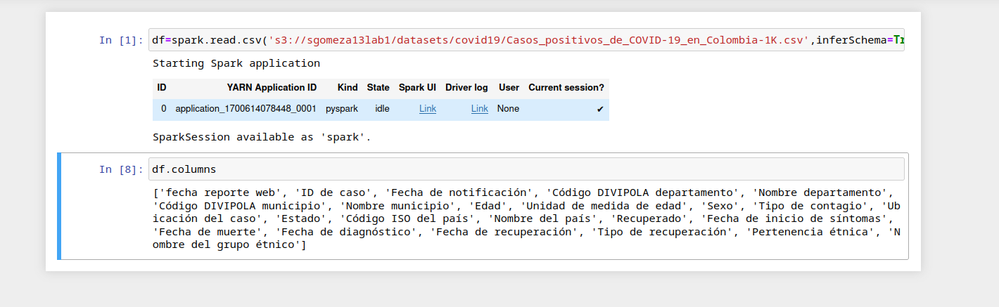 In [1]: df=spark.read.csv('s3://sgomeza13lab1/datasets/covid19/Casos_positivos_de_COVID-19_en_Colombia-1K.csv',inferSchema=Tr
Starting Spark application
ID YARN Application ID Kind State Spark UI Driver log User Current session?
0 application_1700614078448_0001 pyspark idle Link Link None ✔
SparkSession available as 'spark'.
In [8]: df.columns
['fecha reporte web', 'ID de caso', 'Fecha de notificación', 'Código DIVIPOLA departamento', 'Nombre departamento',
'Código DIVIPOLA municipio', 'Nombre municipio', 'Edad', 'Unidad de medida de edad', 'Sexo', 'Tipo de contagio', 'Ub
icación del caso', 'Estado', 'Código ISO del país', 'Nombre del país', 'Recuperado', 'Fecha de inicio de síntomas',
'Fecha de muerte', 'Fecha de diagnóstico', 'Fecha de recuperación', 'Tipo de recuperación', 'Pertenencia étnica', 'N
ombre del grupo étnico']